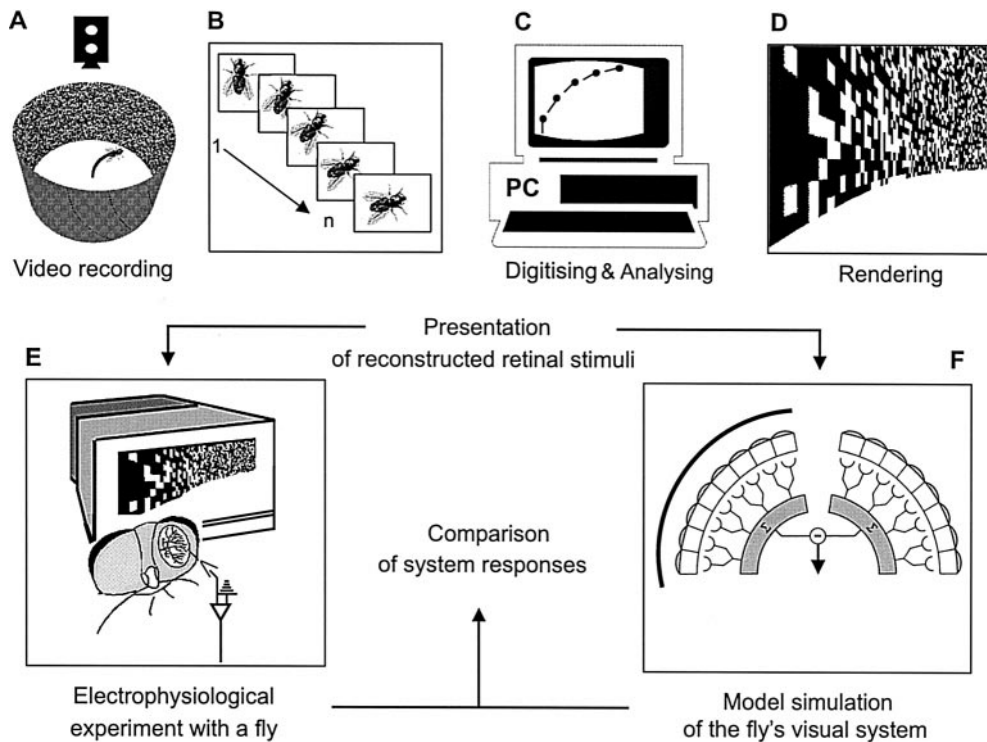 A
B
C
D
1
n
PC
Video recording
Digitising & Analysing
Rendering
Presentation
of reconstructed retinal stimuli
E
F
Σ
Σ
−
Comparison
of system responses
Electrophysiological
experiment with a fly
Model simulation
of the fly's visual system